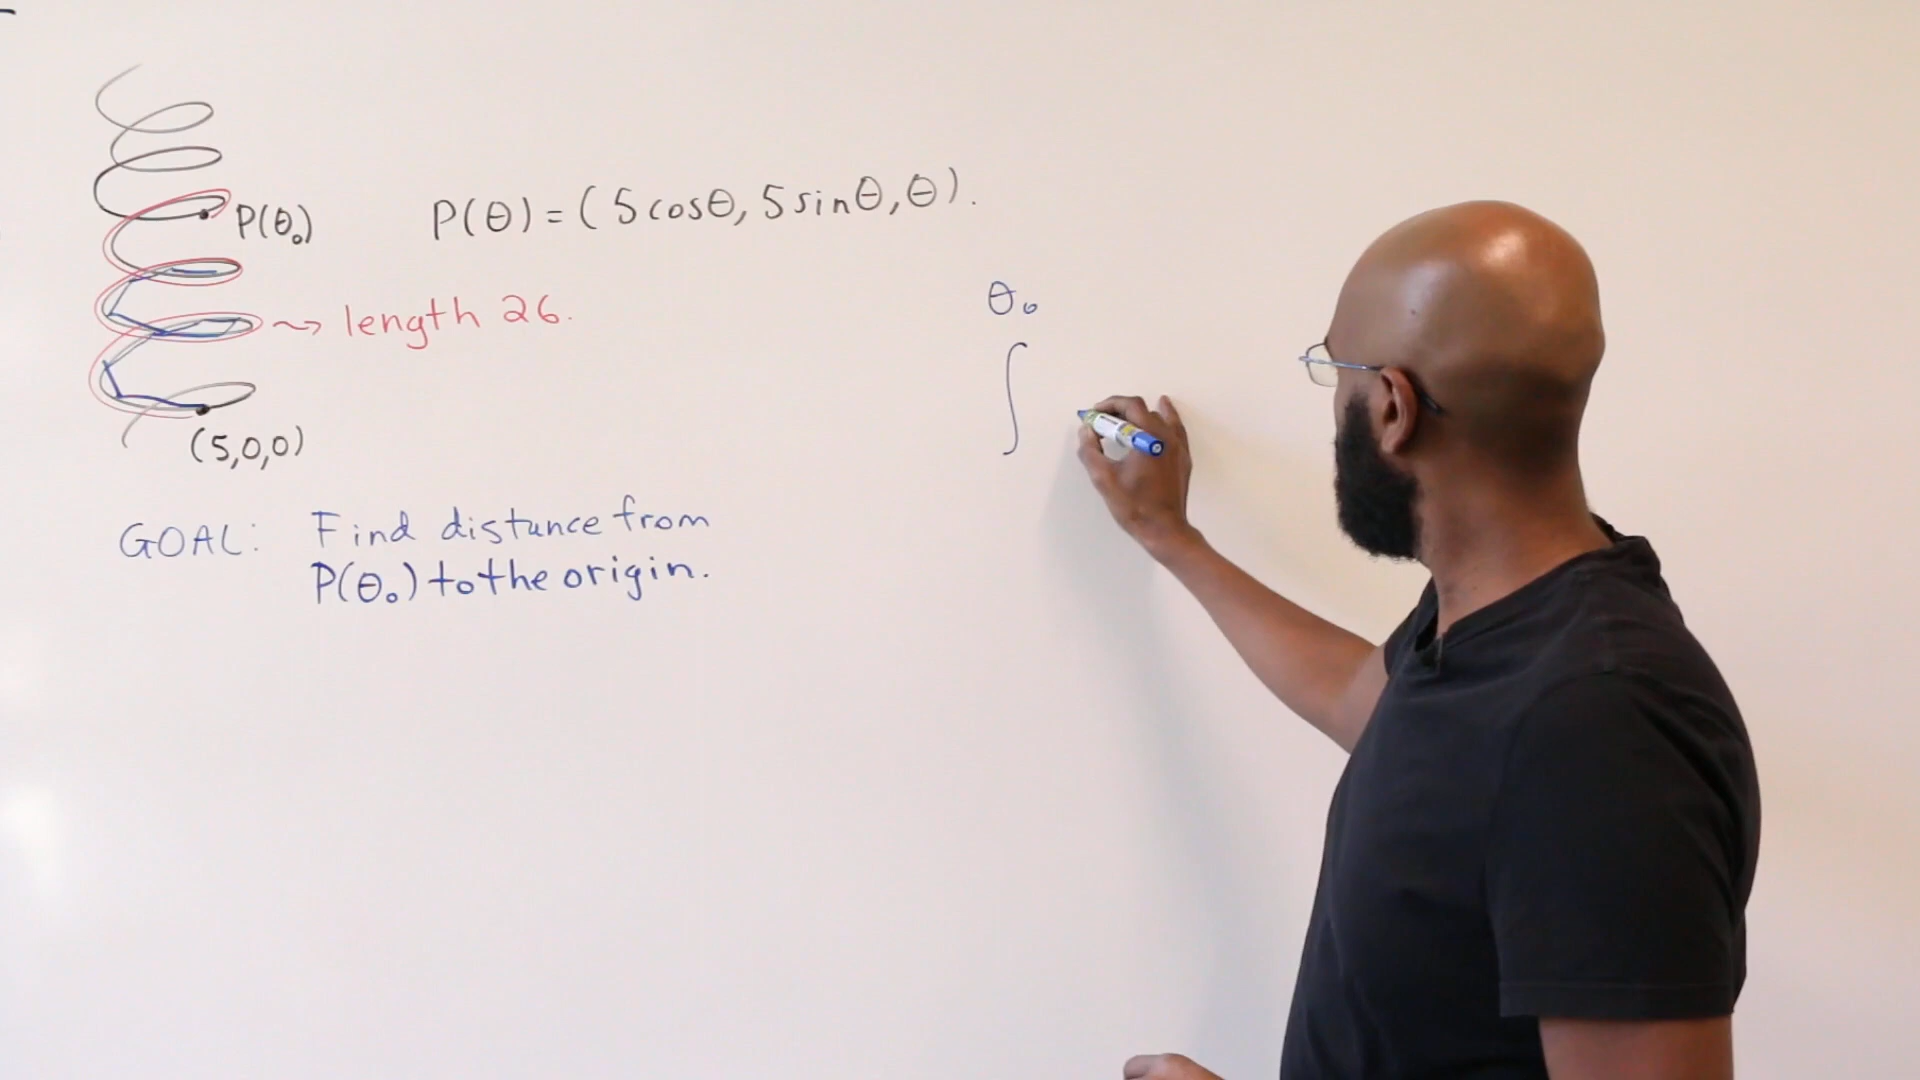 P(θ₀)
P(θ) = (5cosθ, 5sinθ, θ).
θ₀
∫
length 26.
(5,0,0)
GOAL: Find distance from
P(θ₀) to the origin.